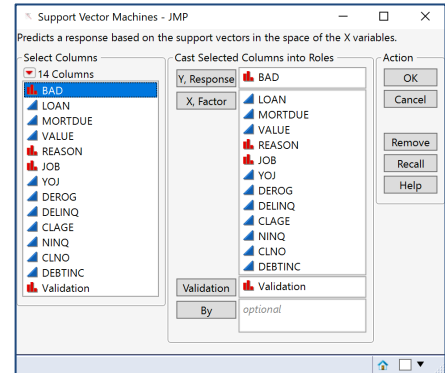 Support Vector Machines - JMP
Predicts a response based on the support vectors in the space of the X variables.
Select Columns
14 Columns
BAD
LOAN
MORTDUE
VALUE
REASON
JOB
YOJ
DEROG
DELINQ
CLAGE
NINQ
CLNO
DEBTINC
Validation
Cast Selected Columns into Roles
Y, Response BAD
X, Factor
LOAN
MORTDUE
VALUE
REASON
JOB
YOJ
DEROG
DELINQ
CLAGE
NINQ
CLNO
DEBTINC
Validation Validation
By optional
Action
OK
Cancel
Remove
Recall
Help